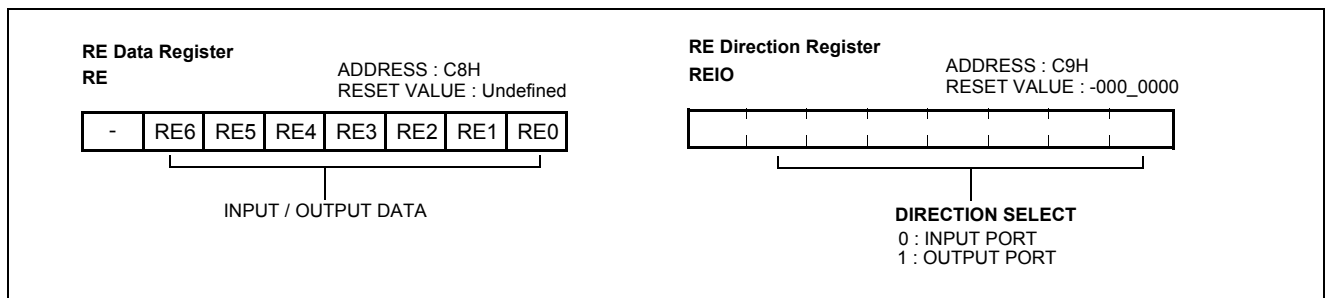 RE Data Register
RE
ADDRESS : C8H
RESET VALUE : Undefined
- RE6 RE5 RE4 RE3 RE2 RE1 RE0
INPUT / OUTPUT DATA
RE Direction Register
REIO
ADDRESS : C9H
RESET VALUE : -000_0000
DIRECTION SELECT
0 : INPUT PORT
1 : OUTPUT PORT